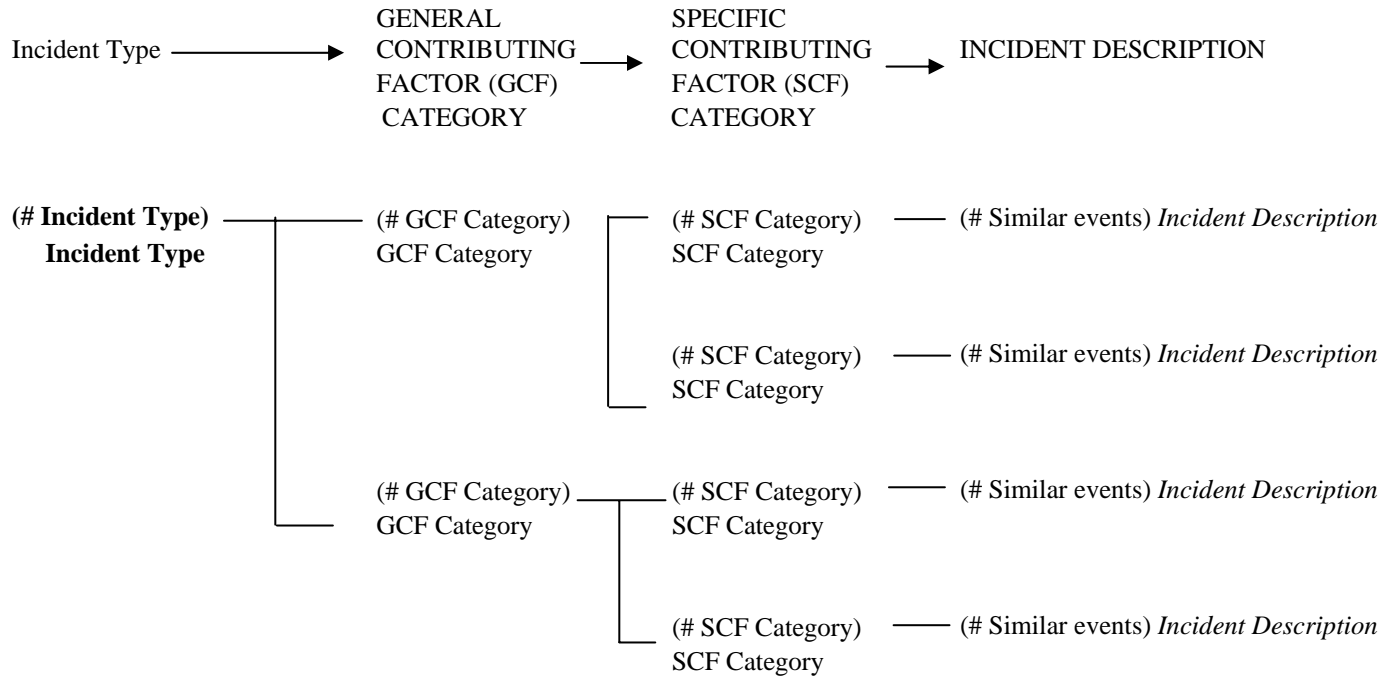 Incident Type
GENERAL
CONTRIBUTING
FACTOR (GCF)
CATEGORY
SPECIFIC
CONTRIBUTING
FACTOR (SCF)
CATEGORY
INCIDENT DESCRIPTION
(# Incident Type)
Incident Type
(# GCF Category)
GCF Category
(# SCF Category)
SCF Category
(# Similar events) Incident Description
(# SCF Category)
SCF Category
(# Similar events) Incident Description
(# GCF Category)
GCF Category
(# SCF Category)
SCF Category
(# Similar events) Incident Description
(# SCF Category)
SCF Category
(# Similar events) Incident Description